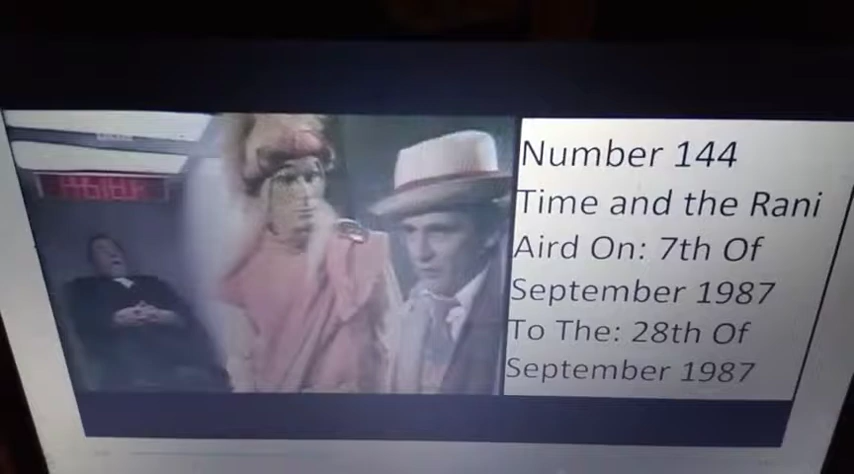 Number 144
Time and the Rani
Aird On: 7th Of
September 1987
To The: 28th Of
September 1987